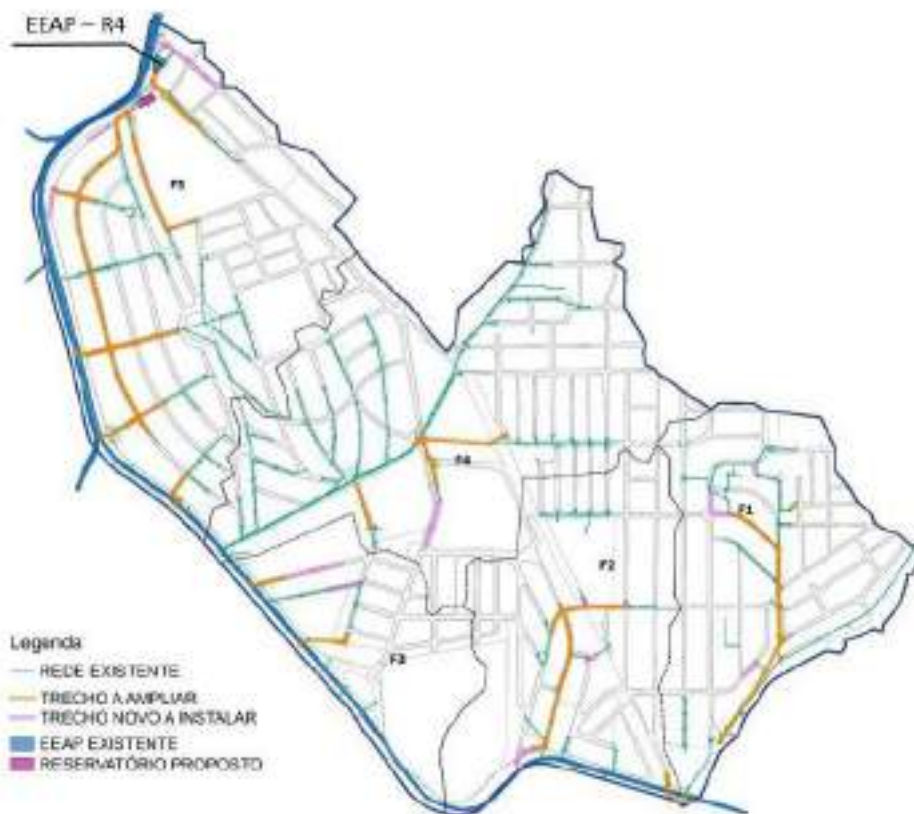 EEAP – R4
F5
F4
F1
F2
F3
Legenda
REDE EXISTENTE
TRECHO A AMPLIAR
TRECHO NOVO A INSTALAR
EEAP EXISTENTE
RESERVATÓRIO PROPOSTO